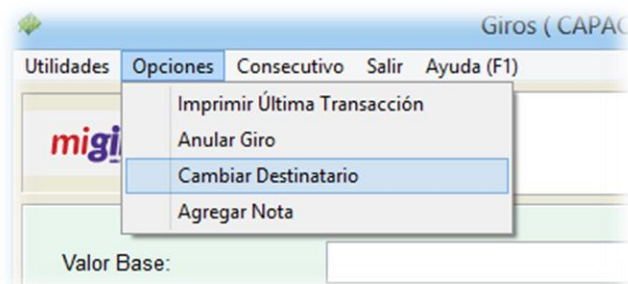 Giros ( CAPAC
Utilidades Opciones Consecutivo Salir Ayuda (F1)
Imprimir Última Transacción
migi
Anular Giro
Cambiar Destinatario
Agregar Nota
Valor Base: